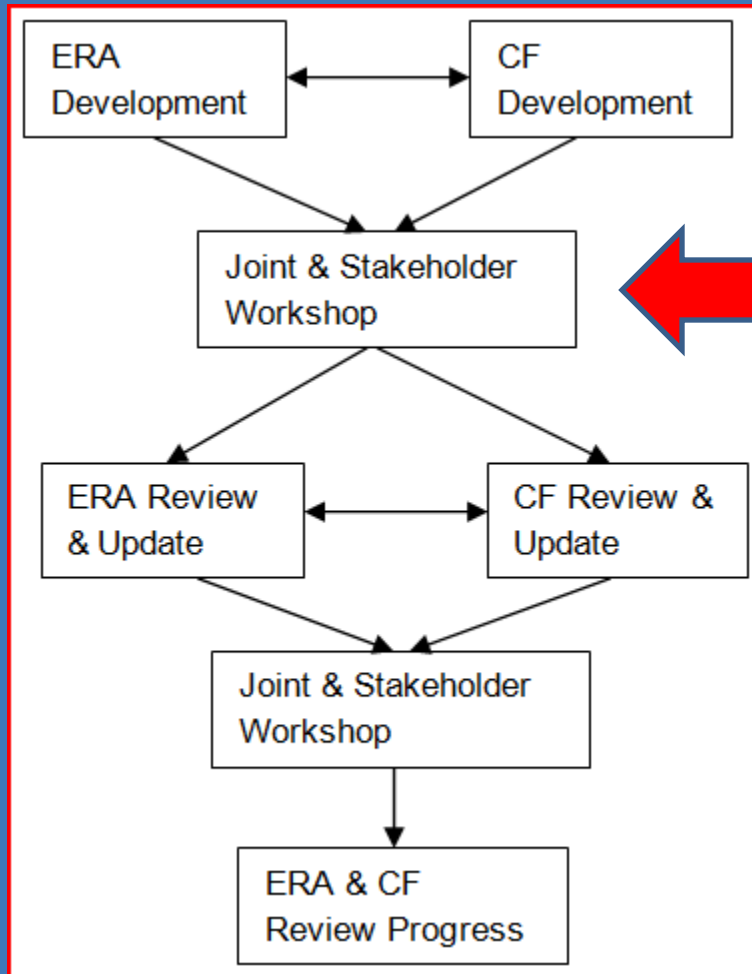 ERA
Development
CF
Development
Joint & Stakeholder
Workshop
ERA Review
& Update
CF Review &
Update
Joint & Stakeholder
Workshop
ERA & CF
Review Progress